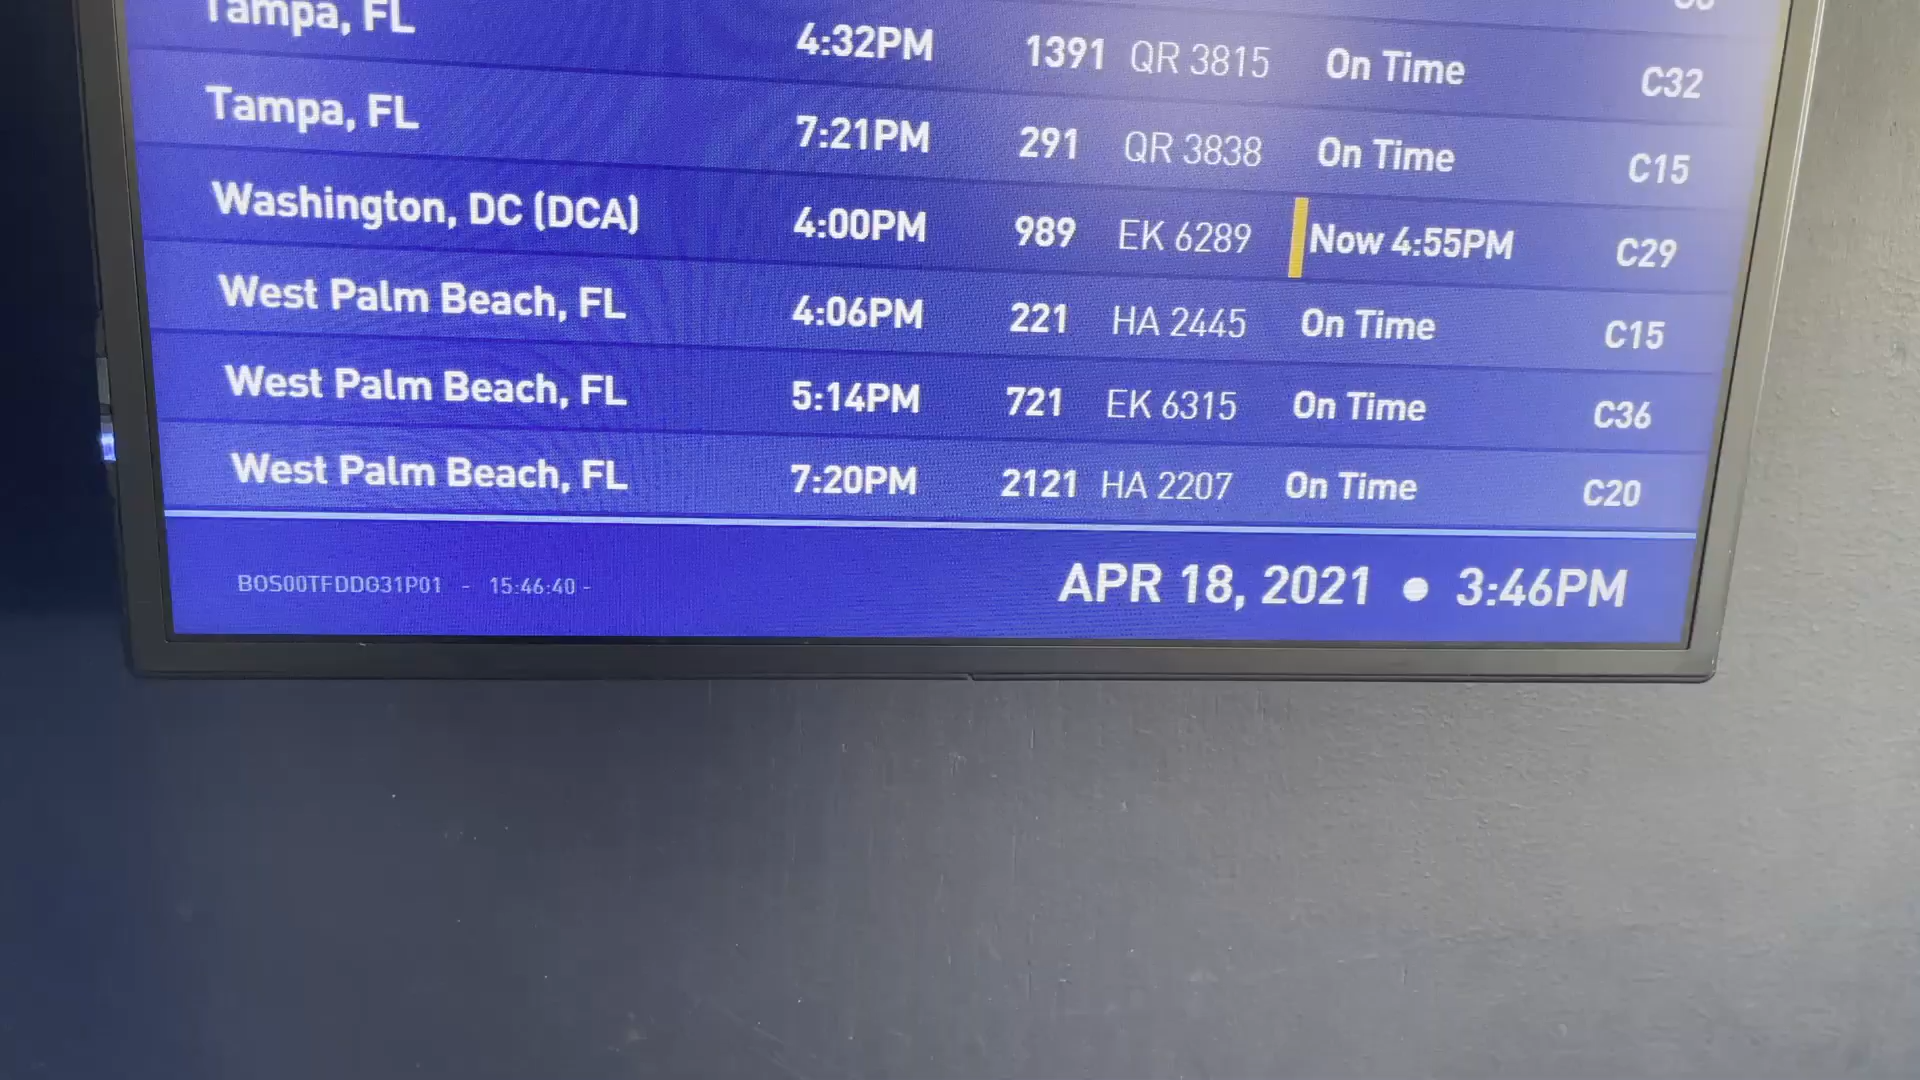 Tampa, FL 4:32PM 1391 QR 3815 On Time C32
Tampa, FL 7:21PM 291 QR 3838 On Time C15
Washington, DC (DCA) 4:00PM 989 EK 6289 Now 4:55PM C29
West Palm Beach, FL 4:06PM 221 HA 2445 On Time C15
West Palm Beach, FL 5:14PM 721 EK 6315 On Time C36
West Palm Beach, FL 7:20PM 2121 HA 2207 On Time C20
BOS00TFDDG31P01 - 15:46:40 - APR 18, 2021 • 3:46PM